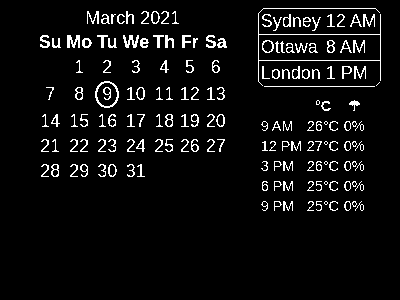 March 2021
Su Mo Tu We Th Fr Sa
1 2 3 4 5 6
7 8 9 10 11 12 13
14 15 16 17 18 19 20
21 22 23 24 25 26 27
28 29 30 31
Sydney 12 AM
Ottawa 8 AM
London 1 PM
°C
9 AM 26°C 0%
12 PM 27°C 0%
3 PM 26°C 0%
6 PM 25°C 0%
9 PM 25°C 0%